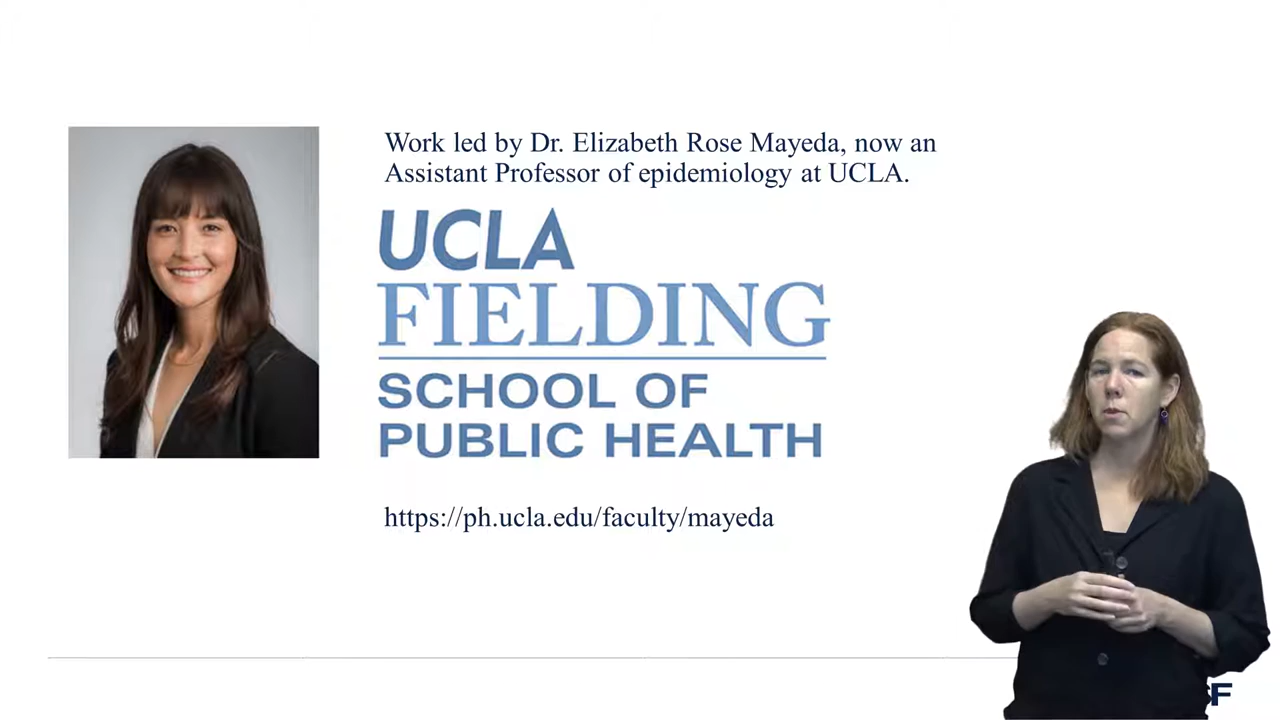 Work led by Dr. Elizabeth Rose Mayeda, now an
Assistant Professor of epidemiology at UCLA.
UCLA
FIELDING
SCHOOL OF
PUBLIC HEALTH
https://ph.ucla.edu/faculty/mayeda